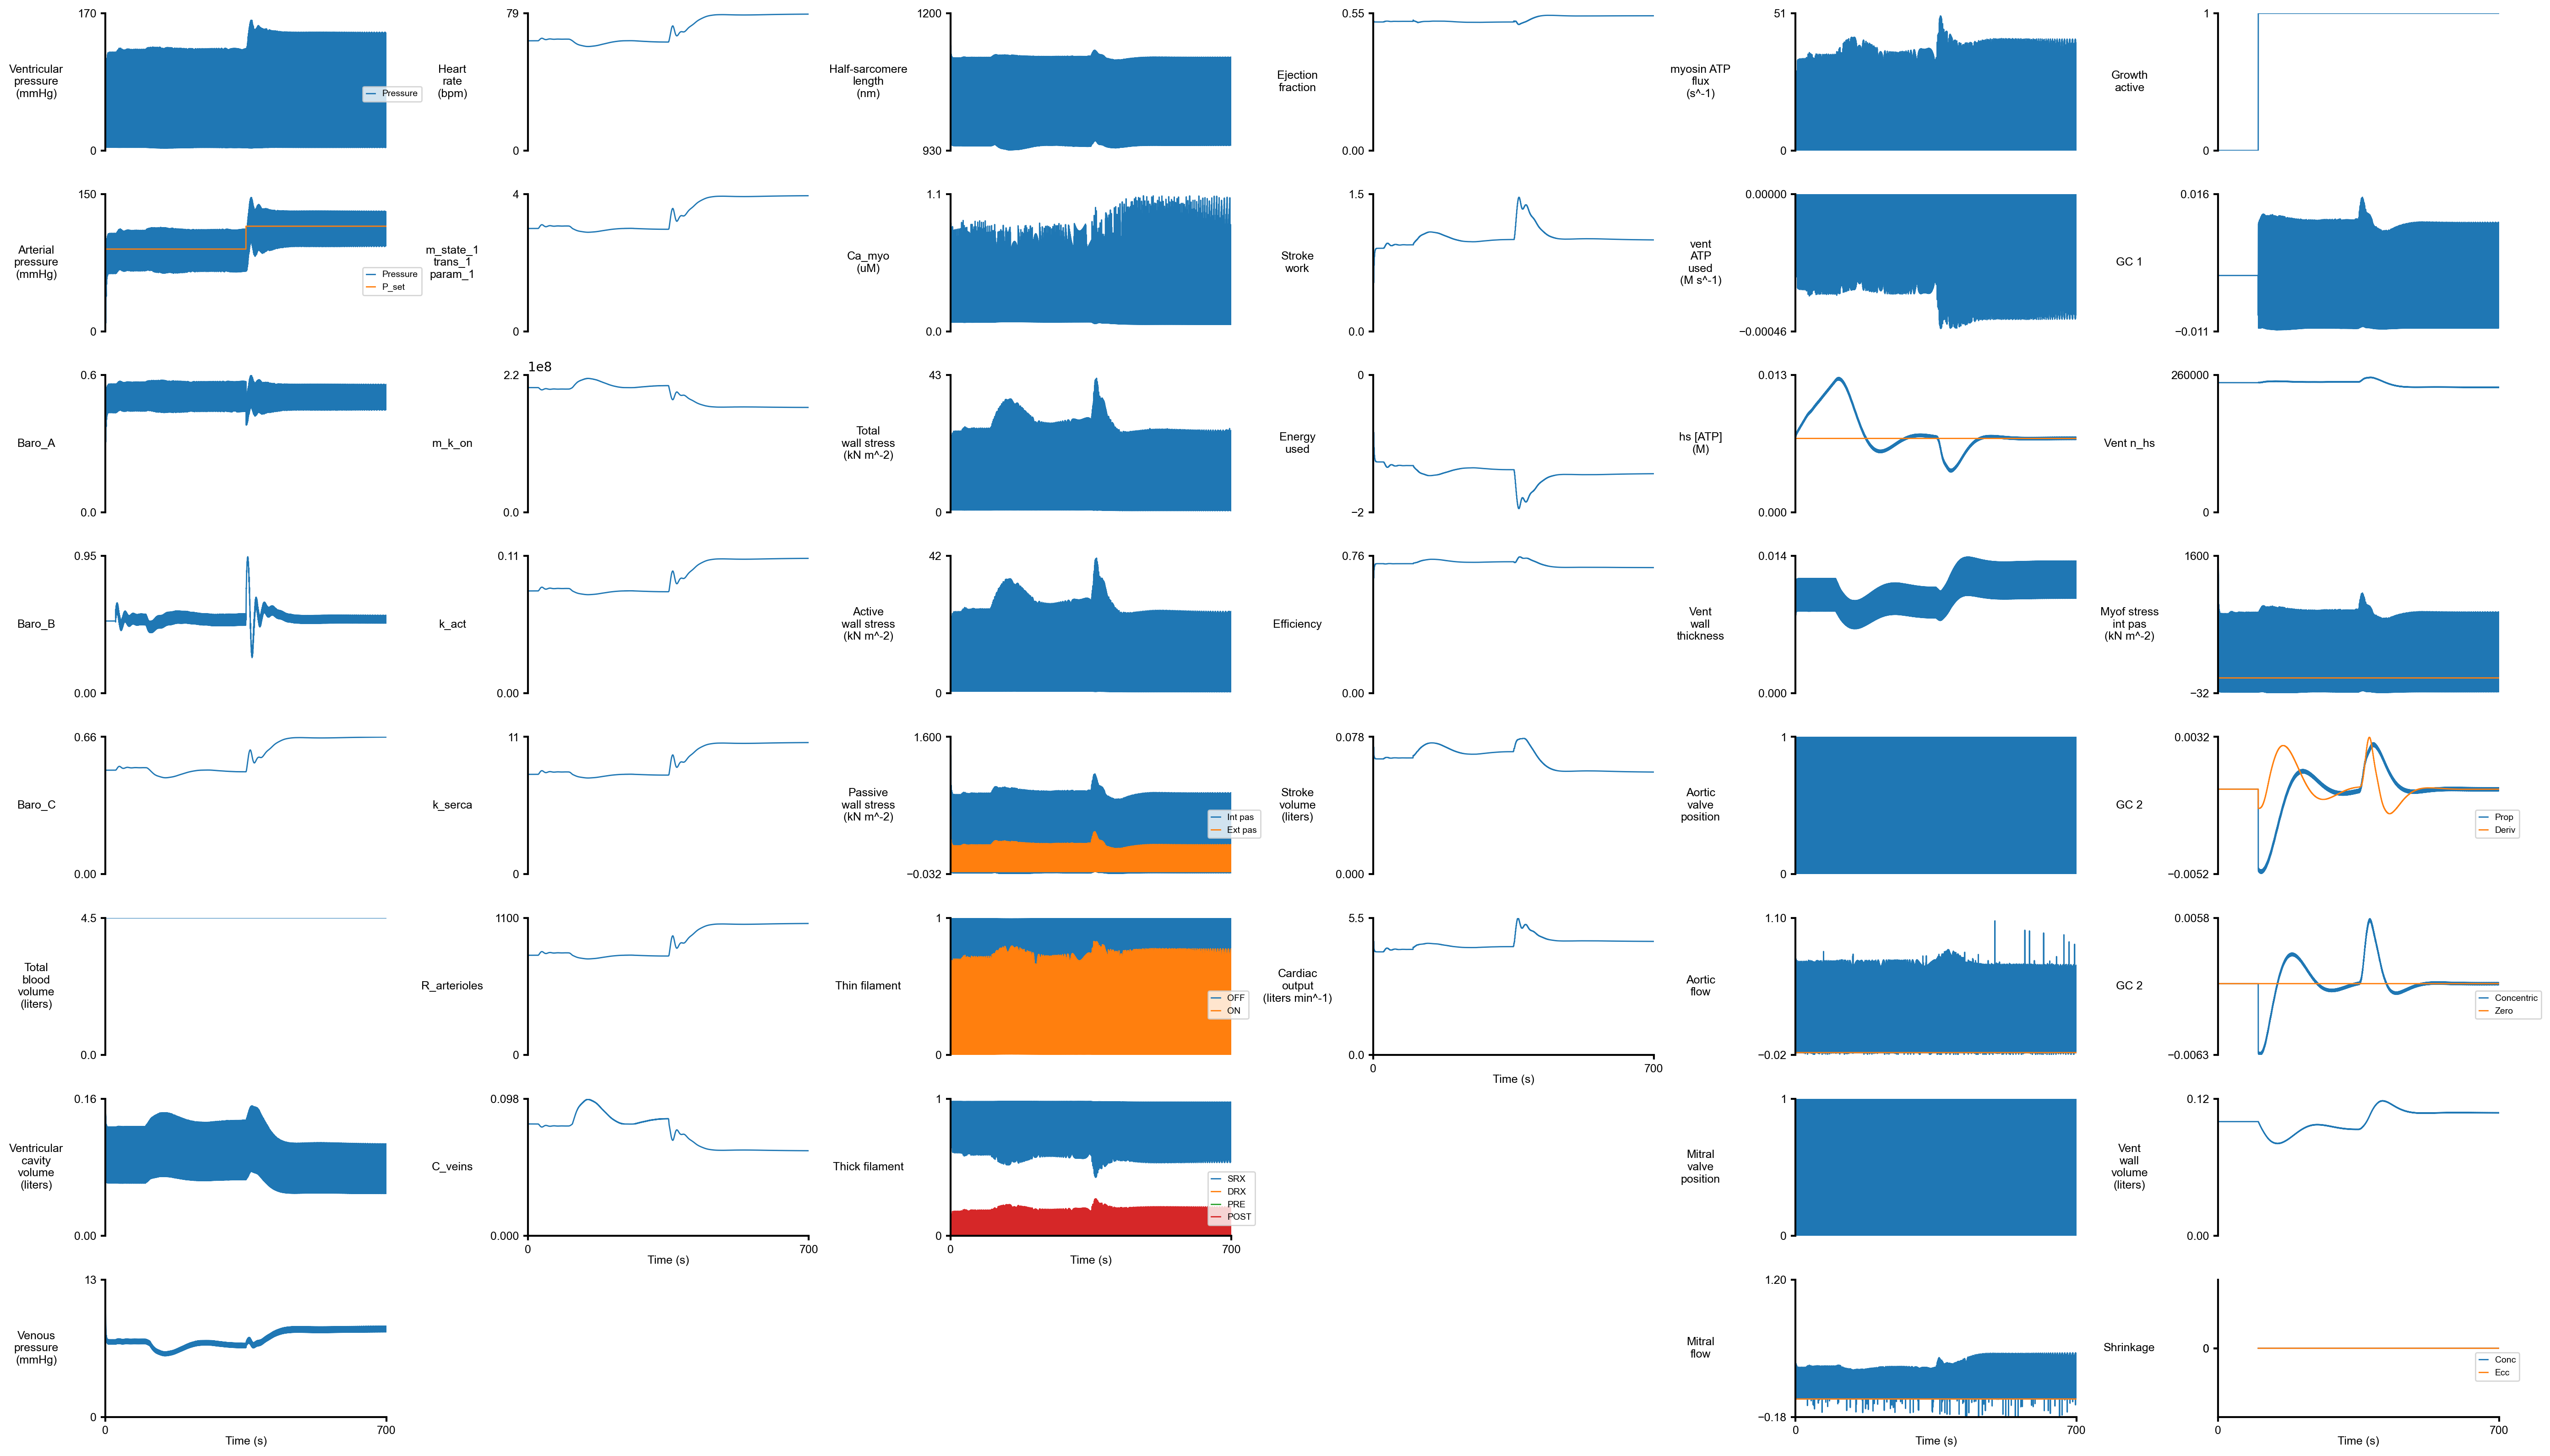 170
Ventricular
pressure
(mmHg)
0
Pressure
79
Heart
rate
(bpm)
0
1200
Half-sarcomere
length
(nm)
930
0.55
Ejection
fraction
0.00
51
myosin ATP
flux
(s^-1)
0
1
Growth
active
0
150
Arterial
pressure
(mmHg)
0
Pressure
P_set
4
m_state_1
trans_1
param_1
0
1.1
Ca_myo
(uM)
0.0
1.5
Stroke
work
0.0
0.00000
vent
ATP
used
(M s^-1)
−0.00046
0.016
GC 1
−0.011
0.6
Baro_A
0.0
1e8
2.2
m_k_on
0.0
43
Total
wall stress
(kN m^-2)
0
0
Energy
used
−2
0.013
hs [ATP]
(M)
0.000
260000
Vent n_hs
0
0.95
Baro_B
0.00
0.11
k_act
0.00
42
Active
wall stress
(kN m^-2)
0
0.76
Efficiency
0.00
0.014
Vent
wall
thickness
0.000
1600
Myof stress
int pas
(kN m^-2)
−32
0.66
Baro_C
0.00
11
k_serca
0
1.600
Passive
wall stress
(kN m^-2)
−0.032
Int pas
Ext pas
0.078
Stroke
volume
(liters)
0.000
1
Aortic
valve
position
0
0.0032
GC 2
−0.0052
Prop
Deriv
4.5
Total
blood
volume
(liters)
0.0
1100
R_arterioles
0
1
Thin filament
0
OFF
ON
5.5
Cardiac
output
(liters min^-1)
0.0
0
700
Time (s)
1.10
Aortic
flow
−0.02
0.0058
GC 2
−0.0063
Concentric
Zero
0.16
Ventricular
cavity
volume
(liters)
0.00
0.098
C_veins
0.000
0
700
Time (s)
1
Thick filament
0
SRX
DRX
PRE
POST
0
700
Time (s)
1
Mitral
valve
position
0
0.12
Vent
wall
volume
(liters)
0.00
13
Venous
pressure
(mmHg)
0
0
700
Time (s)
1.20
Mitral
flow
−0.18
0
700
Time (s)
Shrinkage
0
Conc
Ecc
0
700
Time (s)